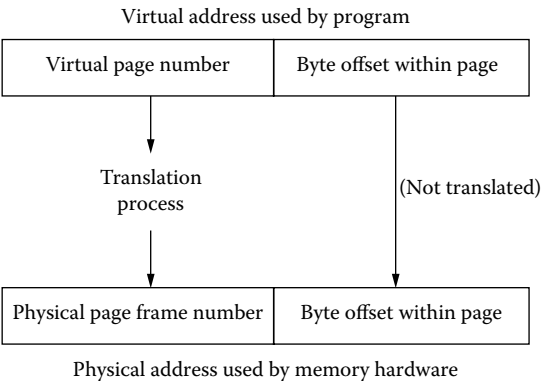 Virtual address used by program
Virtual page number
Byte offset within page
Translation
process
(Not translated)
Physical page frame number
Byte offset within page
Physical address used by memory hardware